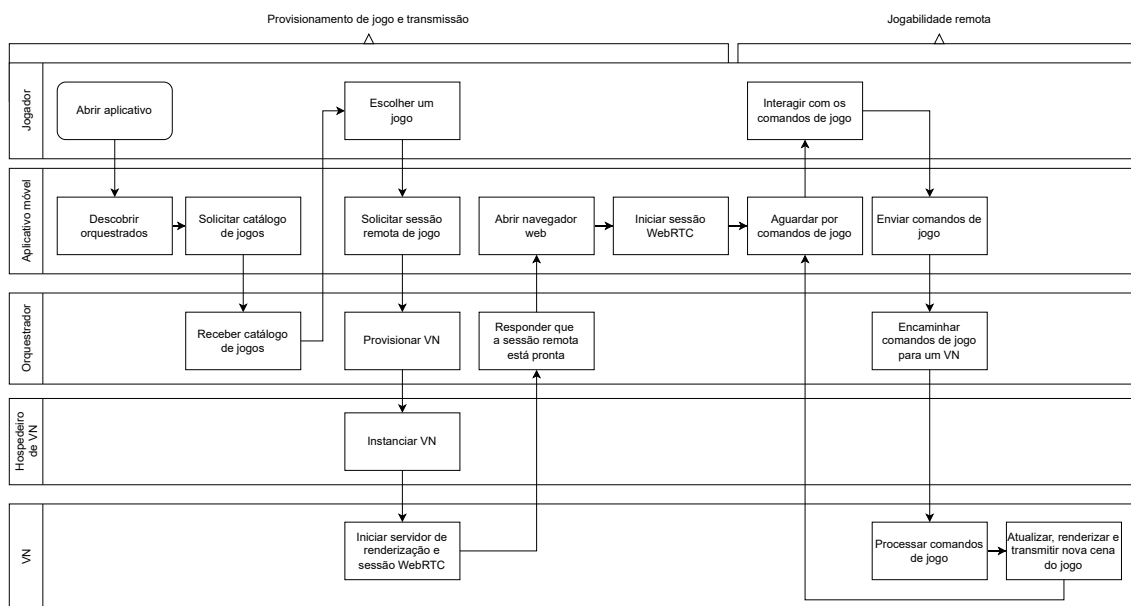 Provisionamento de jogo e transmissão
Jogabilidade remota
Jogador
Abrir aplicativo
Escolher um
jogo
Interagir com os
comandos de jogo
Aplicativo móvel
Descobrir
orquestrados
Solicitar catálogo
de jogos
Solicitar sessão
remota de jogo
Abrir navegador
web
Iniciar sessão
WebRTC
Aguardar por
comandos de jogo
Enviar comandos de
jogo
Orquestrador
Receber catálogo
de jogos
Provisionar VN
Responder que
a sessão remota
está pronta
Encaminhar
comandos de jogo
para um VN
Hospedeiro
de VN
Instanciar VN
VN
Iniciar servidor de
renderização e
sessão WebRTC
Processar comandos
de jogo
Atualizar, renderizar e
transmitir nova cena
do jogo